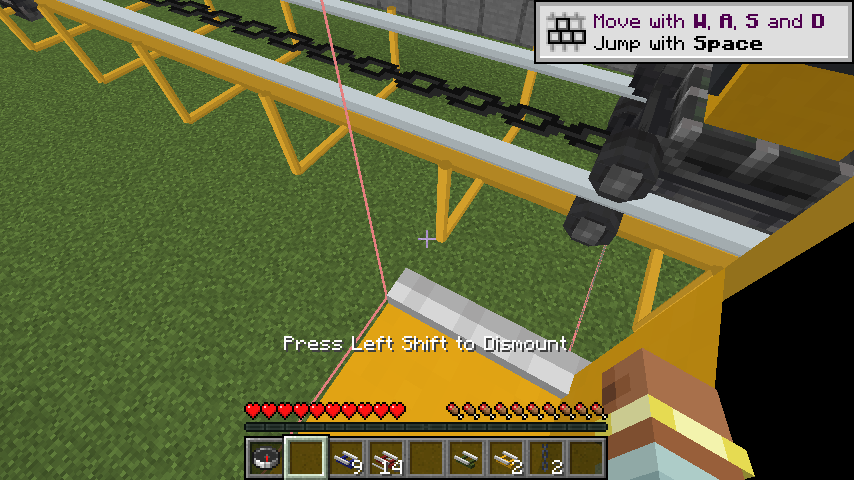 Move with W, A, S and D
Jump with Space
Press Left Shift to Dismount
9 14 2 2